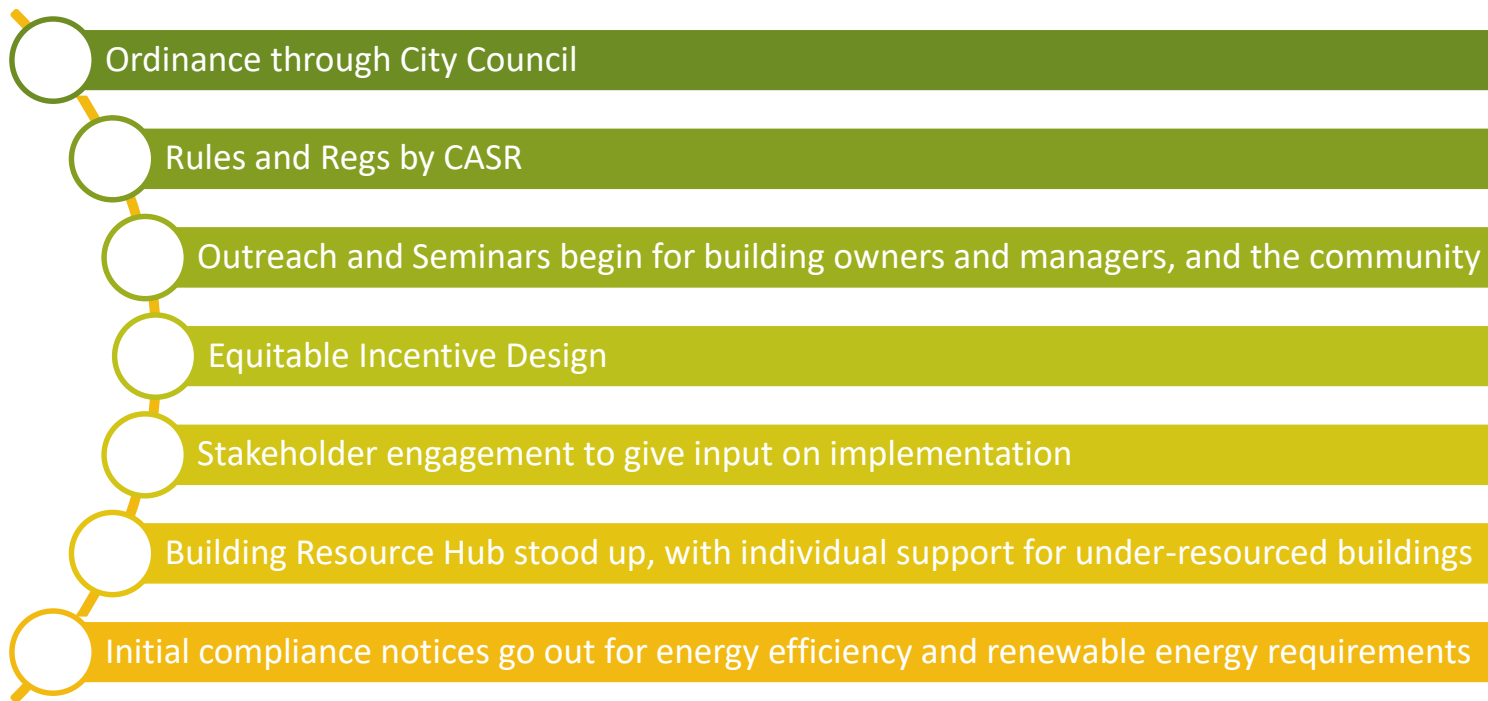 Ordinance through City Council
Rules and Regs by CASR
Outreach and Seminars begin for building owners and managers, and the community
Equitable Incentive Design
Stakeholder engagement to give input on implementation
Building Resource Hub stood up, with individual support for under-resourced buildings
Initial compliance notices go out for energy efficiency and renewable energy requirements